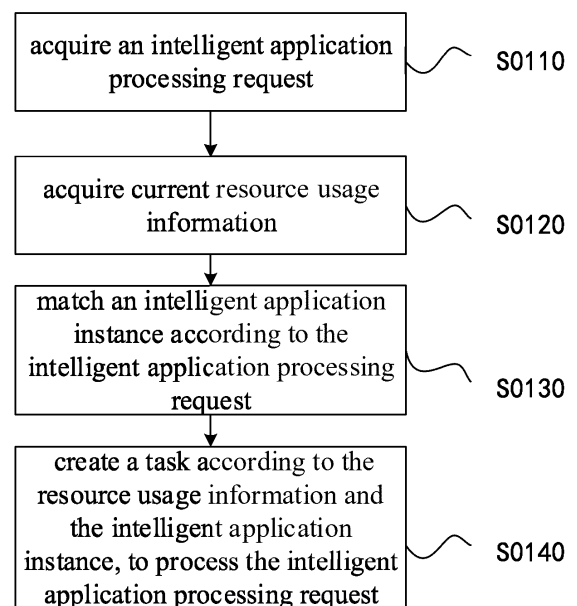 acquire an intelligent application
processing request
S0110
acquire current resource usage
information
S0120
match an intelligent application
instance according to the
intelligent application processing
request
S0130
create a task according to the
resource usage information and
the intelligent application
instance, to process the intelligent
application processing request
S0140